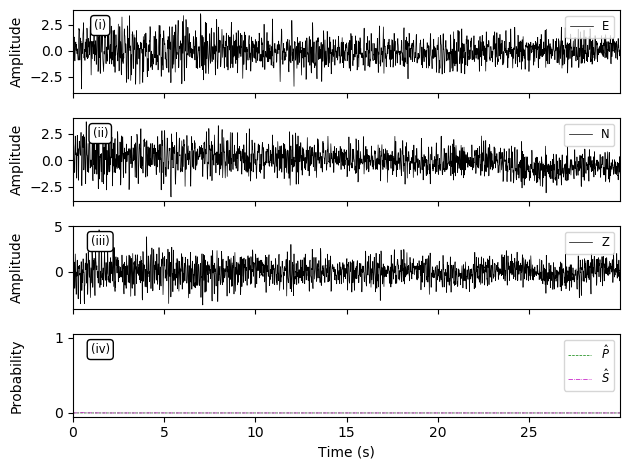 Amplitude
2.5
0.0
−2.5
(i)
E
Amplitude
2.5
0.0
−2.5
(ii)
N
Amplitude
5
0
(iii)
Z
Probability
1
0
(iv)
P̂
Ŝ
0 5 10 15 20 25
Time (s)